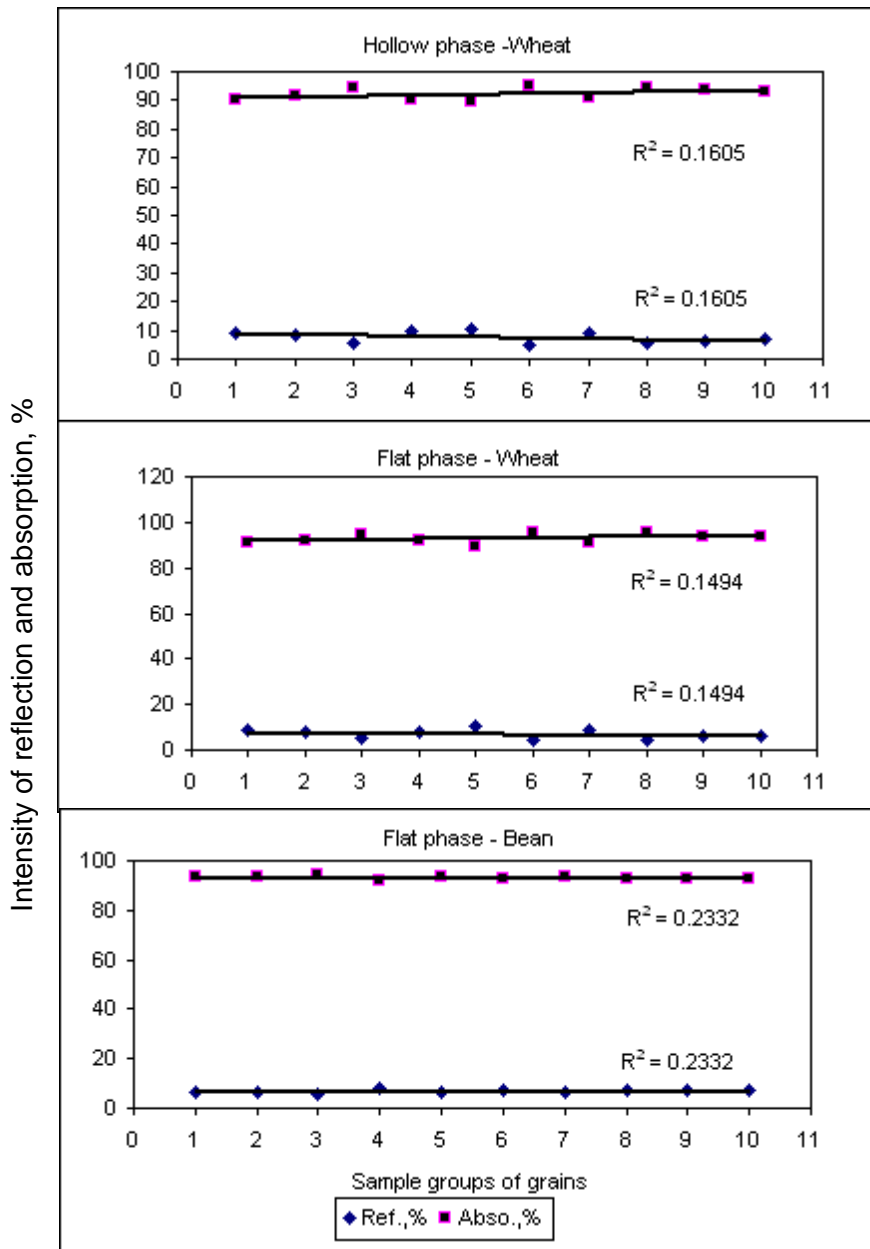 Intensity of reflection and absorption, %
Hollow phase -Wheat
100
90
80
70
60
50
40
30
20
10
0
R² = 0.1605
R² = 0.1605
0 1 2 3 4 5 6 7 8 9 10 11
Flat phase - Wheat
120
100
80
60
40
20
0
R² = 0.1494
R² = 0.1494
0 1 2 3 4 5 6 7 8 9 10 11
Flat phase - Bean
100
80
60
40
20
0
R² = 0.2332
R² = 0.2332
0 1 2 3 4 5 6 7 8 9 10 11
Sample groups of grains
Ref.,% Abso.,%